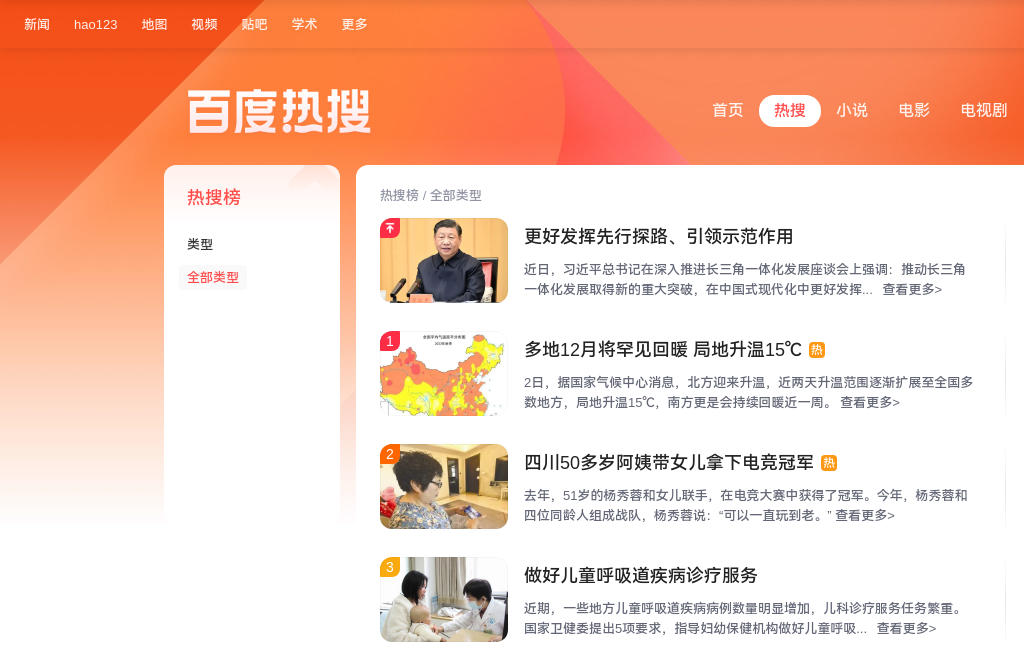 新闻 hao123 地图 视频 贴吧 学术 更多
百度热搜
首页 热搜 小说 电影 电视剧
热搜榜
类型
全部类型
热搜榜 / 全部类型
更好发挥先行探路、引领示范作用
近日，习近平总书记在深入推进长三角一体化发展座谈会上强调：推动长三角
一体化发展取得新的重大突破，在中国式现代化中更好发挥... 查看更多>
1
全国平均气温距平分布图
多地12月将罕见回暖 局地升温15℃ 热
2日，据国家气候中心消息，北方迎来升温，近两天升温范围逐渐扩展至全国多
数地方，局地升温15℃，南方更是会持续回暖近一周。 查看更多>
2
四川50多岁阿姨带女儿拿下电竞冠军 热
去年，51岁的杨秀蓉和女儿联手，在电竞大赛中获得了冠军。今年，杨秀蓉和
四位同龄人组成战队，杨秀蓉说：“可以一直玩到老。” 查看更多>
3
做好儿童呼吸道疾病诊疗服务
近期，一些地方儿童呼吸道疾病病例数量明显增加，儿科诊疗服务任务繁重。
国家卫健委提出5项要求，指导妇幼保健机构做好儿童呼吸... 查看更多>